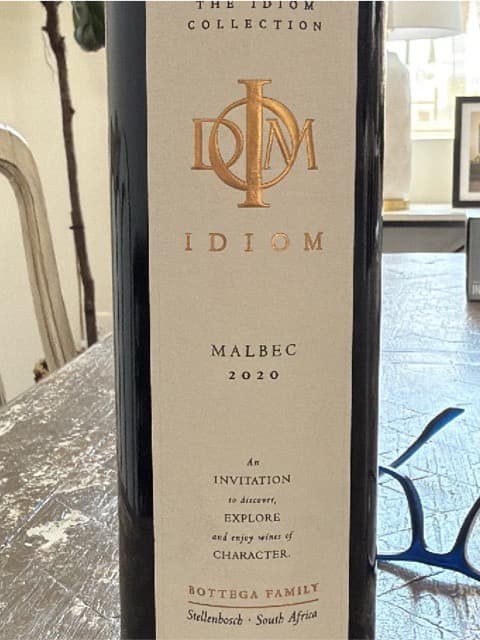 THE IDIOM
COLLECTION
IDIOM
IDIOM
MALBEC
2020
An
INVITATION
to discover,
EXPLORE
and enjoy wines of
CHARACTER.
BOTTEGA FAMILY
Stellenbosch · South Africa